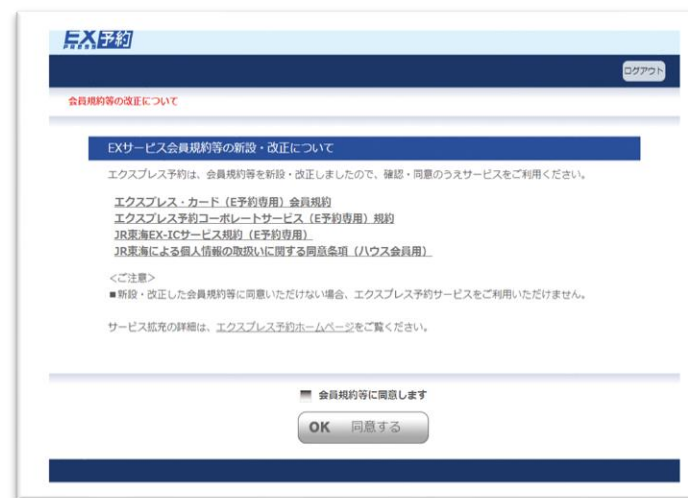 EX予約
PRESS
ログアウト
会員規約等の改正について
EXサービス会員規約等の新設・改正について
エクスプレス予約は、会員規約等を新設・改正しましたので、確認・同意のうえサービスをご利用ください。
エクスプレス・カード（E予約専用）会員規約
エクスプレス予約コーポレートサービス（E予約専用）規約
JR東海EX-ICサービス規約（E予約専用）
JR東海による個人情報の取扱いに関する同意条項（ハウス会員用）
＜ご注意＞
■新設・改正した会員規約等に同意いただけない場合、エクスプレス予約サービスをご利用いただけません。
サービス拡充の詳細は、エクスプレス予約ホームページをご覧ください。
会員規約等に同意します
OK 同意する